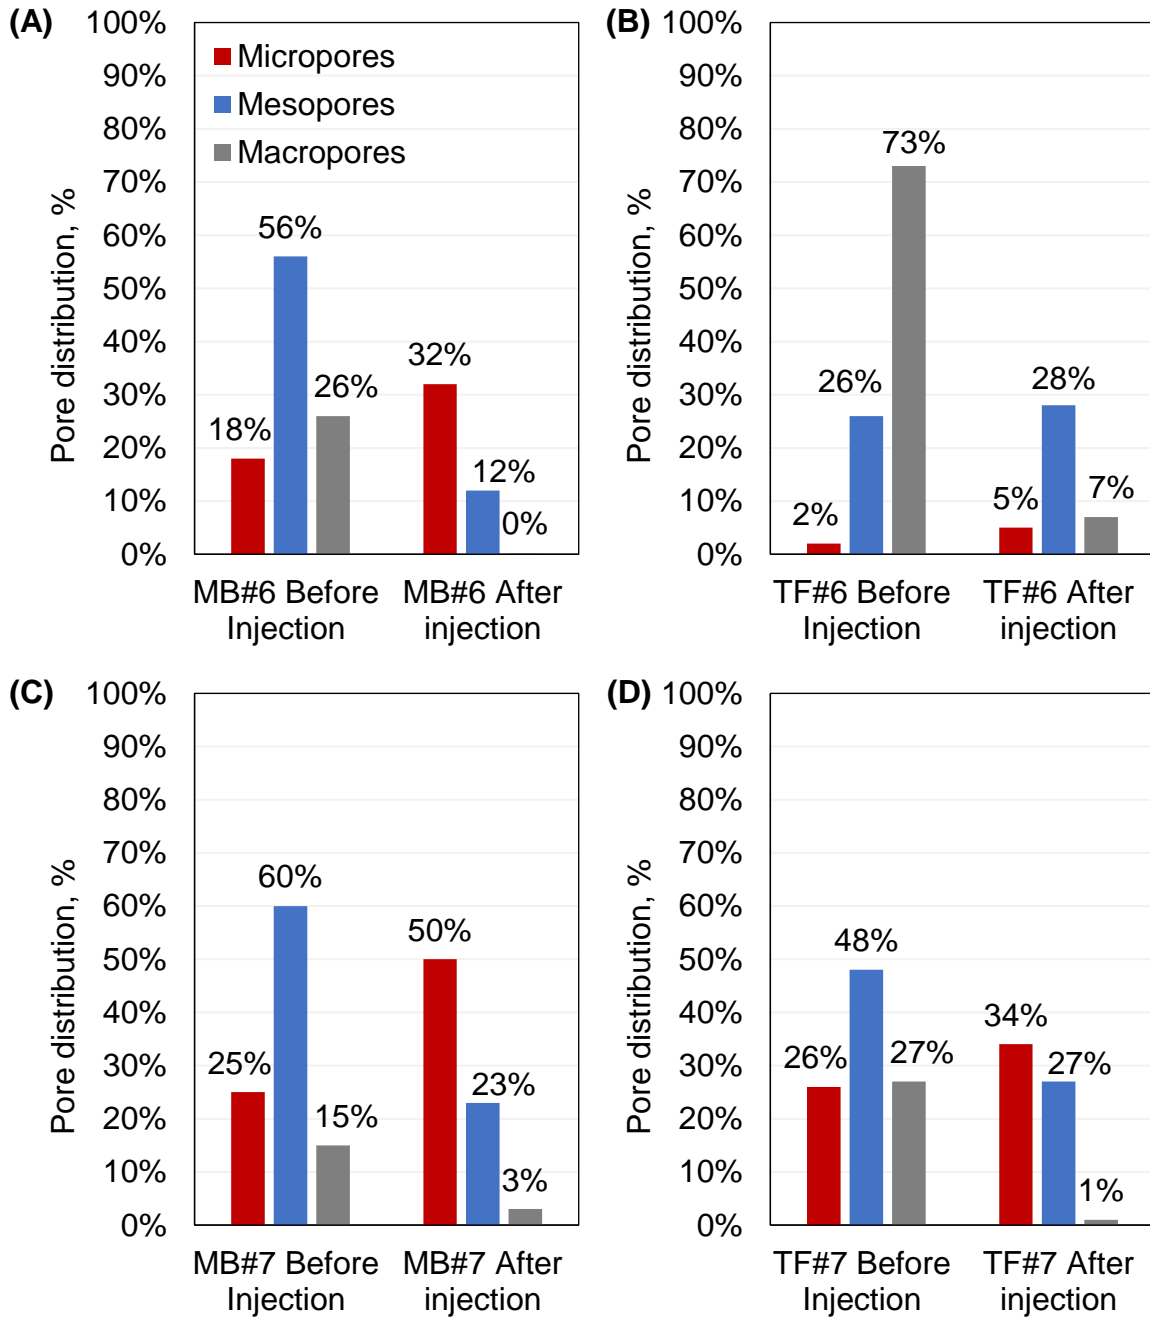 (A)
100%
90%
80%
70%
60%
50%
40%
30%
20%
10%
0%
Pore distribution, %
Micropores
Mesopores
Macropores
18%
56%
26%
32%
12%
0%
MB#6 Before
Injection
MB#6 After
injection
(B)
100%
90%
80%
70%
60%
50%
40%
30%
20%
10%
0%
Pore distribution, %
2%
26%
73%
5%
28%
7%
TF#6 Before
Injection
TF#6 After
injection
(C)
100%
90%
80%
70%
60%
50%
40%
30%
20%
10%
0%
Pore distribution, %
25%
60%
15%
50%
23%
3%
MB#7 Before
Injection
MB#7 After
injection
(D)
100%
90%
80%
70%
60%
50%
40%
30%
20%
10%
0%
Pore distribution, %
26%
48%
27%
34%
27%
1%
TF#7 Before
Injection
TF#7 After
injection